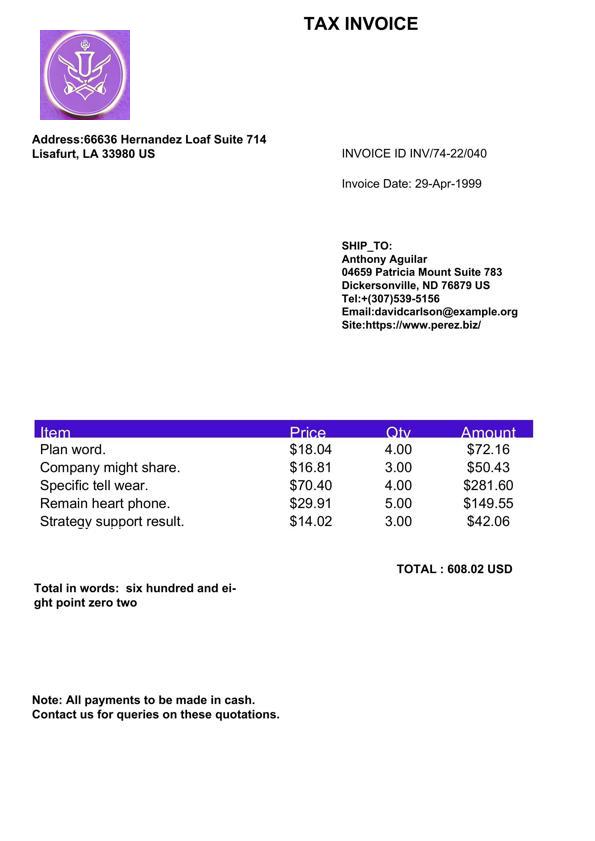 TAX INVOICE
U
Address:66636 Hernandez Loaf Suite 714
Lisafurt, LA 33980 US
INVOICE ID INV/74-22/040
Invoice Date: 29-Apr-1999
SHIP_TO:
Anthony Aguilar
04659 Patricia Mount Suite 783
Dickersonville, ND 76879 US
Tel:+(307)539-5156
Email:davidcarlson@example.org
Site:https://www.perez.biz/
Item Price Qty Amount
Plan word. $18.04 4.00 $72.16
Company might share. $16.81 3.00 $50.43
Specific tell wear. $70.40 4.00 $281.60
Remain heart phone. $29.91 5.00 $149.55
Strategy support result. $14.02 3.00 $42.06
TOTAL : 608.02 USD
Total in words:  six hundred and ei-
ght point zero two
Note: All payments to be made in cash.
Contact us for queries on these quotations.